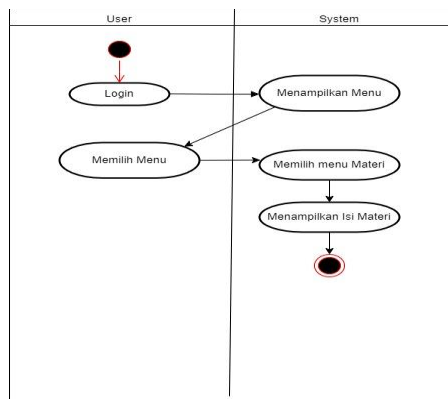 User
System
Login
Menampilkan Menu
Memilih Menu
Memilih menu Materi
Menampilkan Isi Materi